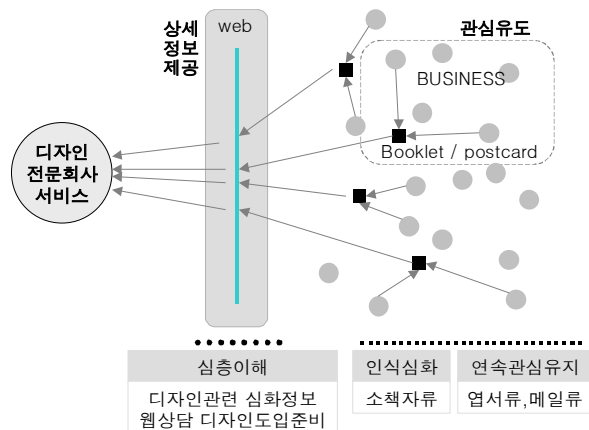 상세
정보
제공
web
관심유도
BUSINESS
Booklet / postcard
디자인
전문회사
서비스
심층이해
디자인관련 심화정보
웹상담 디자인도입준비
인식심화
소책자류
연속관심유지
엽서류,메일류